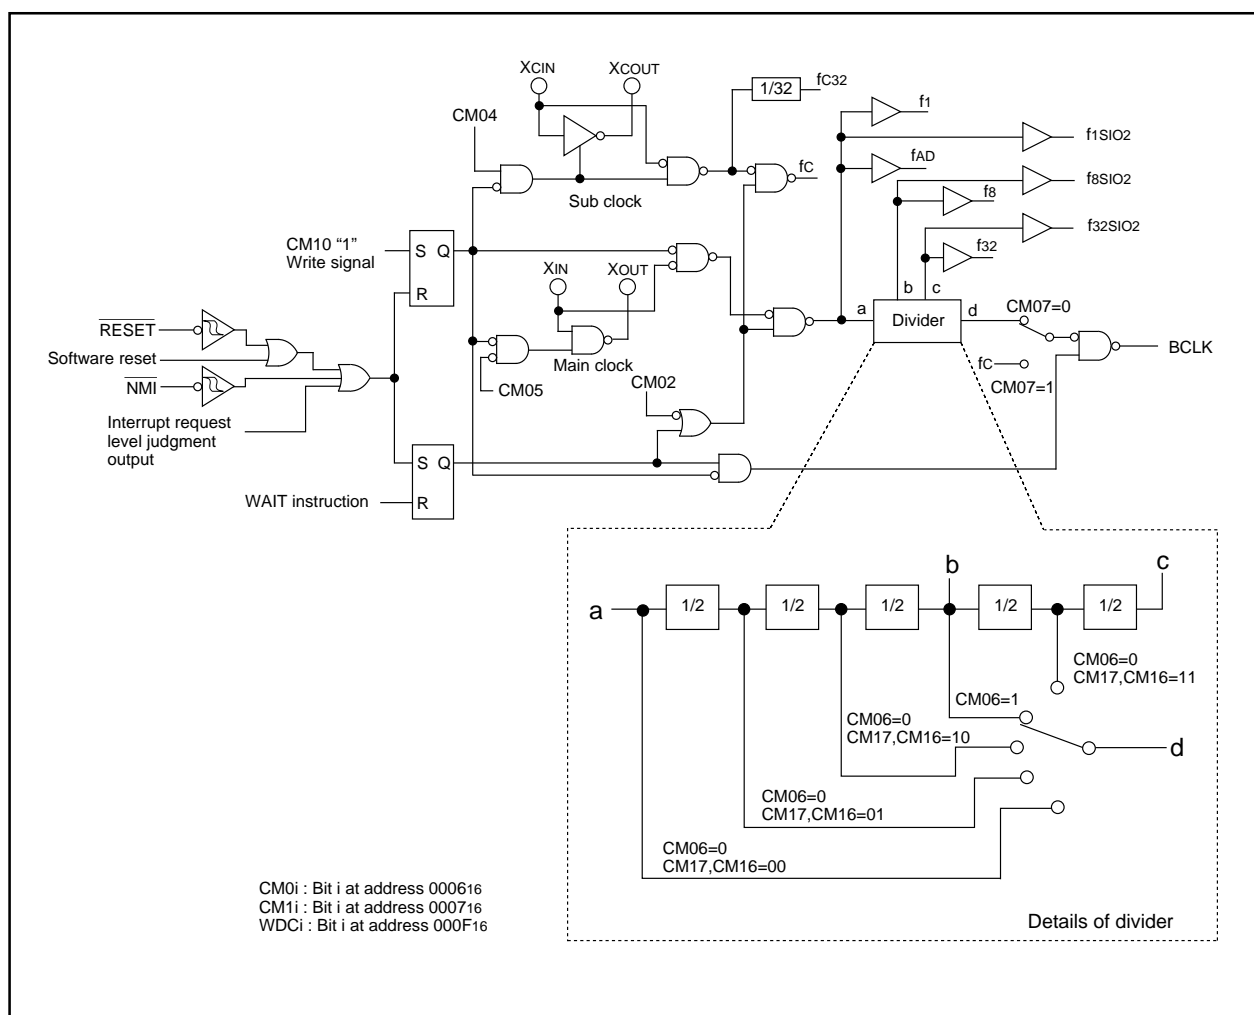 XCIN
XCOUT
1/32
fC32
f1
CM04
f1SIO2
fAD
fC
f8SIO2
Sub clock
f8
CM10 “1”
Write signal
S Q
R
f32SIO2
f32
XIN
XOUT
b c
CM07=0
RESET
a
Divider
d
Software reset
BCLK
Main clock
fC
NMI
CM05
CM02
CM07=1
Interrupt request
level judgment
output
S Q
R
WAIT instruction
b
c
a
1/2
1/2
1/2
1/2
1/2
CM06=0
CM17,CM16=11
CM06=1
CM06=0
CM17,CM16=10
d
CM06=0
CM17,CM16=01
CM06=0
CM17,CM16=00
CM0i : Bit i at address 000616
CM1i : Bit i at address 000716
WDCi : Bit i at address 000F16
Details of divider